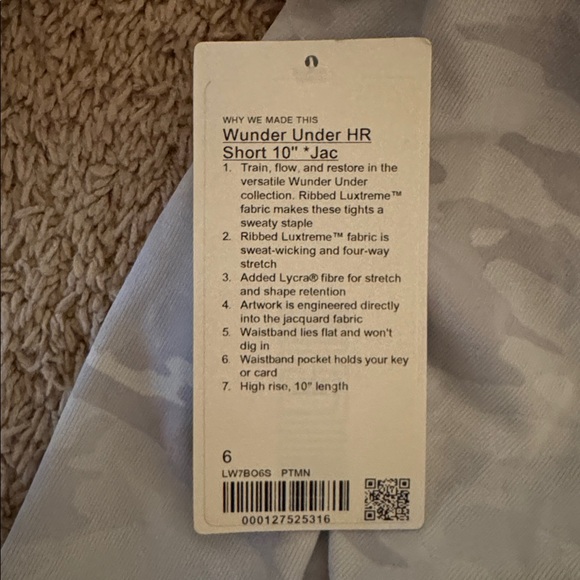 WHY WE MADE THIS
Wunder Under HR
Short 10" *Jac
1. Train, flow, and restore in the
versatile Wunder Under
collection. Ribbed Luxtreme™
fabric makes these tights a
sweaty staple
2. Ribbed Luxtreme™ fabric is
sweat-wicking and four-way
stretch
3. Added Lycra® fibre for stretch
and shape retention
4. Artwork is engineered directly
into the jacquard fabric
5. Waistband lies flat and won't
dig in
6. Waistband pocket holds your key
or card
7. High rise, 10" length
6
LW7BO6S PTMN
000127525316